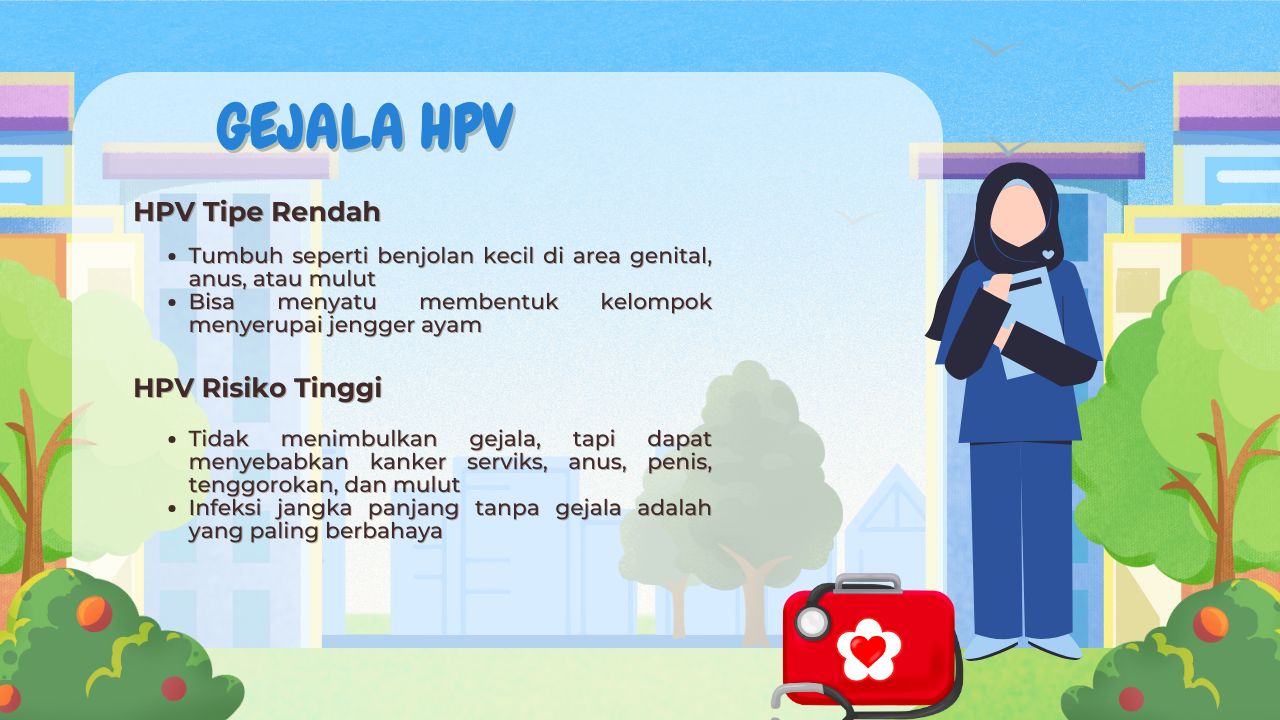 GEJALA HPV
HPV Tipe Rendah
• Tumbuh seperti benjolan kecil di area genital,
anus, atau mulut
• Bisa menyatu membentuk kelompok
menyerupai jengger ayam
HPV Risiko Tinggi
• Tidak menimbulkan gejala, tapi dapat
menyebabkan kanker serviks, anus, penis,
tenggorokan, dan mulut
• Infeksi jangka panjang tanpa gejala adalah
yang paling berbahaya